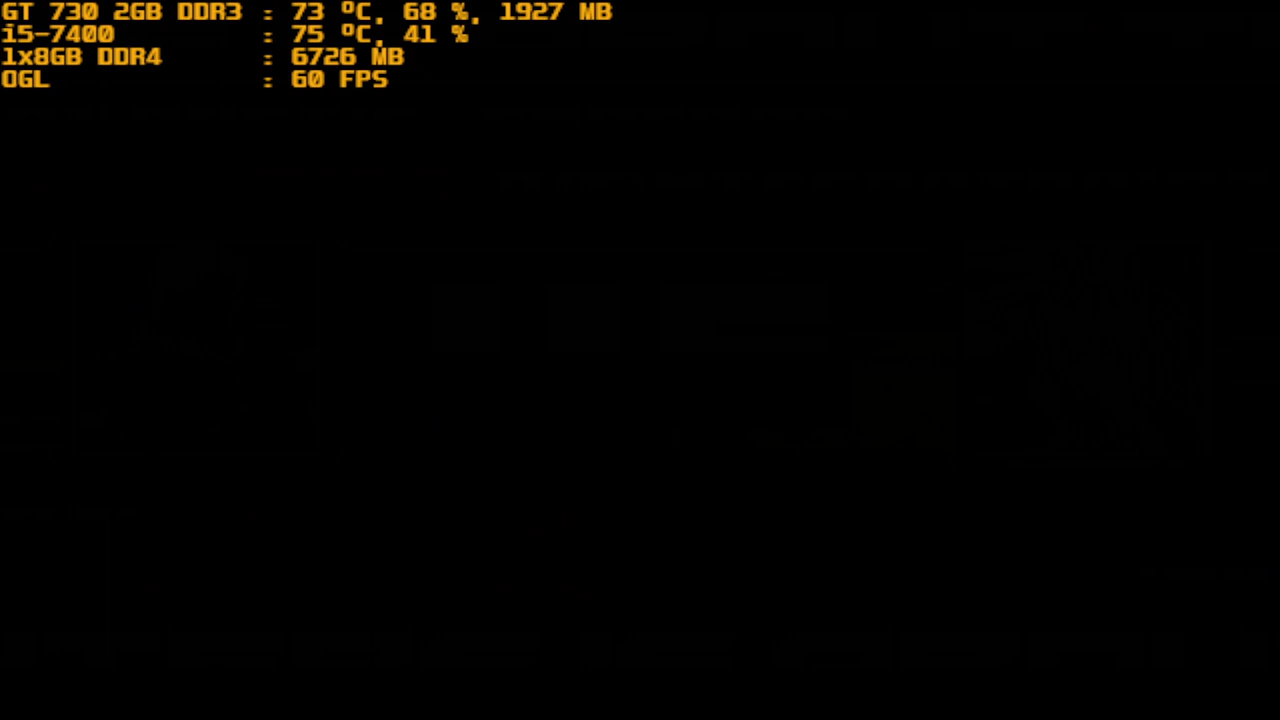 GT 730 2GB DDR3 : 73 ºC, 68 %, 1927 MB
i5-7400 : 75 ºC, 41 %
1x8GB DDR4 : 6726 MB
OGL : 60 FPS